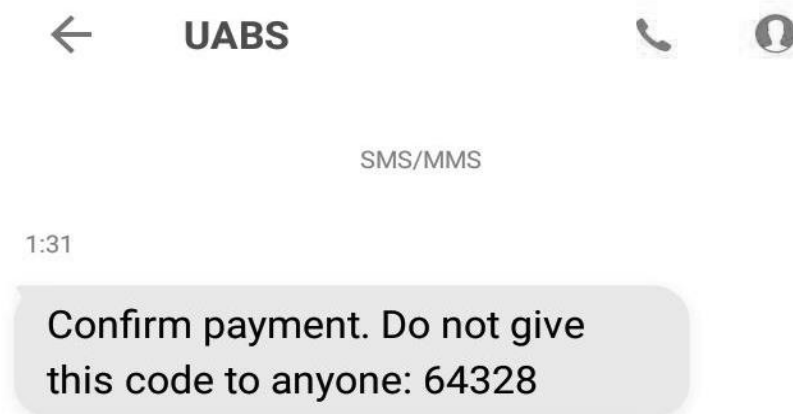 UABS
SMS/MMS
1:31
Confirm payment. Do not give
this code to anyone: 64328